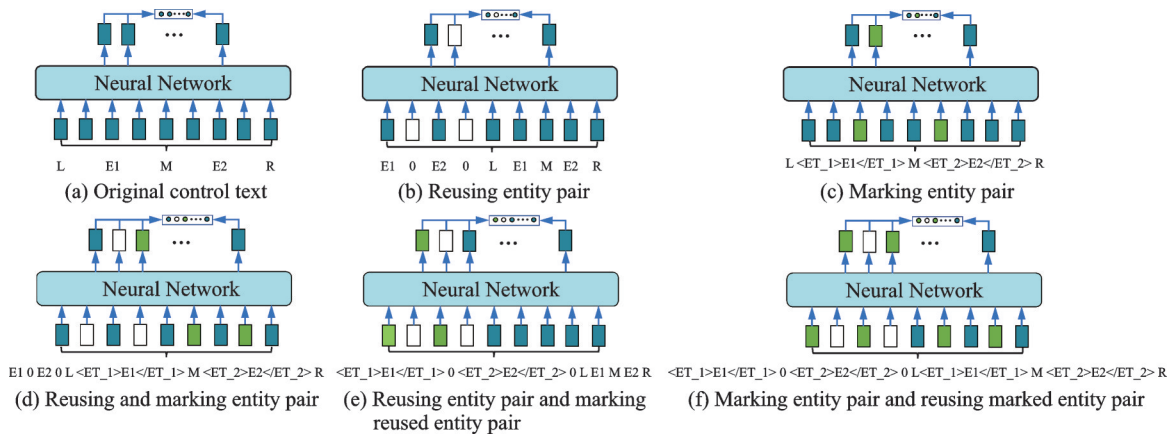 Neural Network
L E1 M E2 R
(a) Original control text
Neural Network
E1 0 E2 0 L E1 M E2 R
(b) Reusing entity pair
Neural Network
L <ET_1>E1</ET_1> M <ET_2>E2</ET_2> R
(c) Marking entity pair
Neural Network
E1 0 E2 0 L <ET_1>E1</ET_1> M <ET_2>E2</ET_2> R
(d) Reusing and marking entity pair
Neural Network
<ET_1>E1</ET_1> 0 <ET_2>E2</ET_2> 0 L E1 M E2 R
(e) Reusing entity pair and marking
reused entity pair
Neural Network
<ET_1>E1</ET_1> 0 <ET_2>E2</ET_2> 0 L<ET_1>E1</ET_1> M <ET_2>E2</ET_2> R
(f) Marking entity pair and reusing marked entity pair